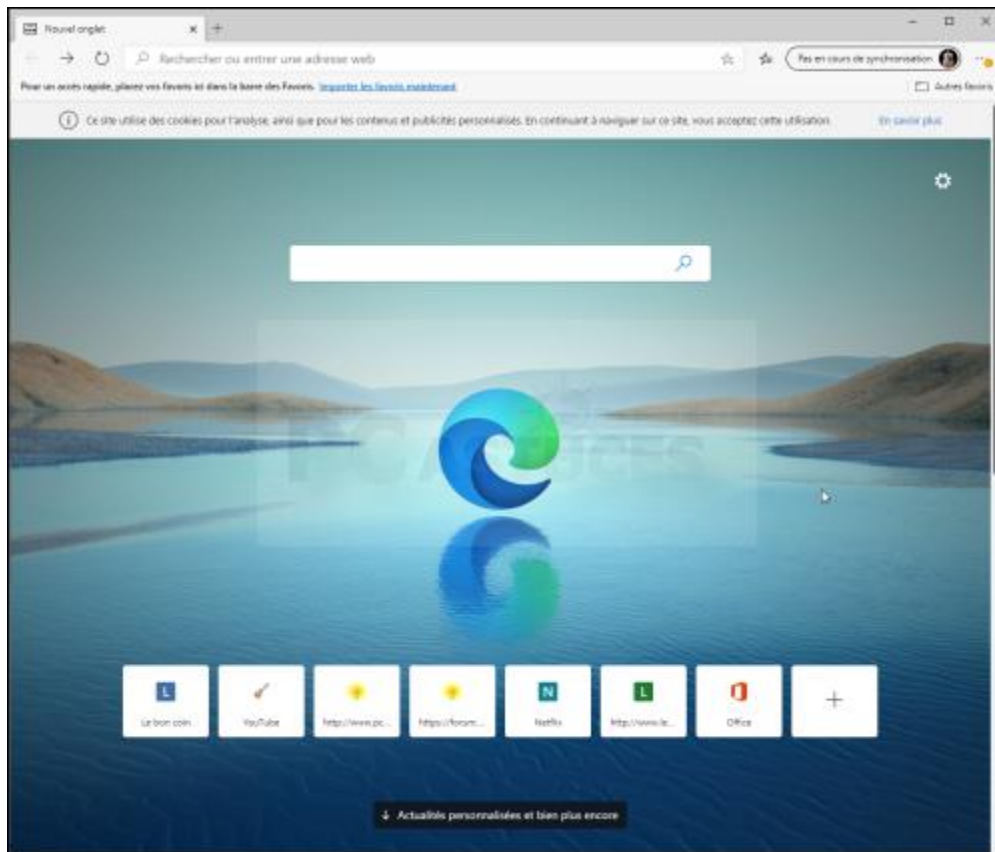 Nouvel onglet
Rechercher ou entrer une adresse web
Pas en cours de synchronisation
Pour un accès rapide, placez vos favoris ici dans la barre des Favoris. Importer les favoris maintenant
Autres favoris
Ce site utilise des cookies pour l'analyse, ainsi que pour les contenus et publicités personnalisés. En continuant à naviguer sur ce site, vous acceptez cette utilisation.
En savoir plus
PC ASTUCES
L N L
Le bon coin YouTube http://www.pc... https://forum... Netflix http://www.le... Office
Actualités personnalisées et bien plus encore